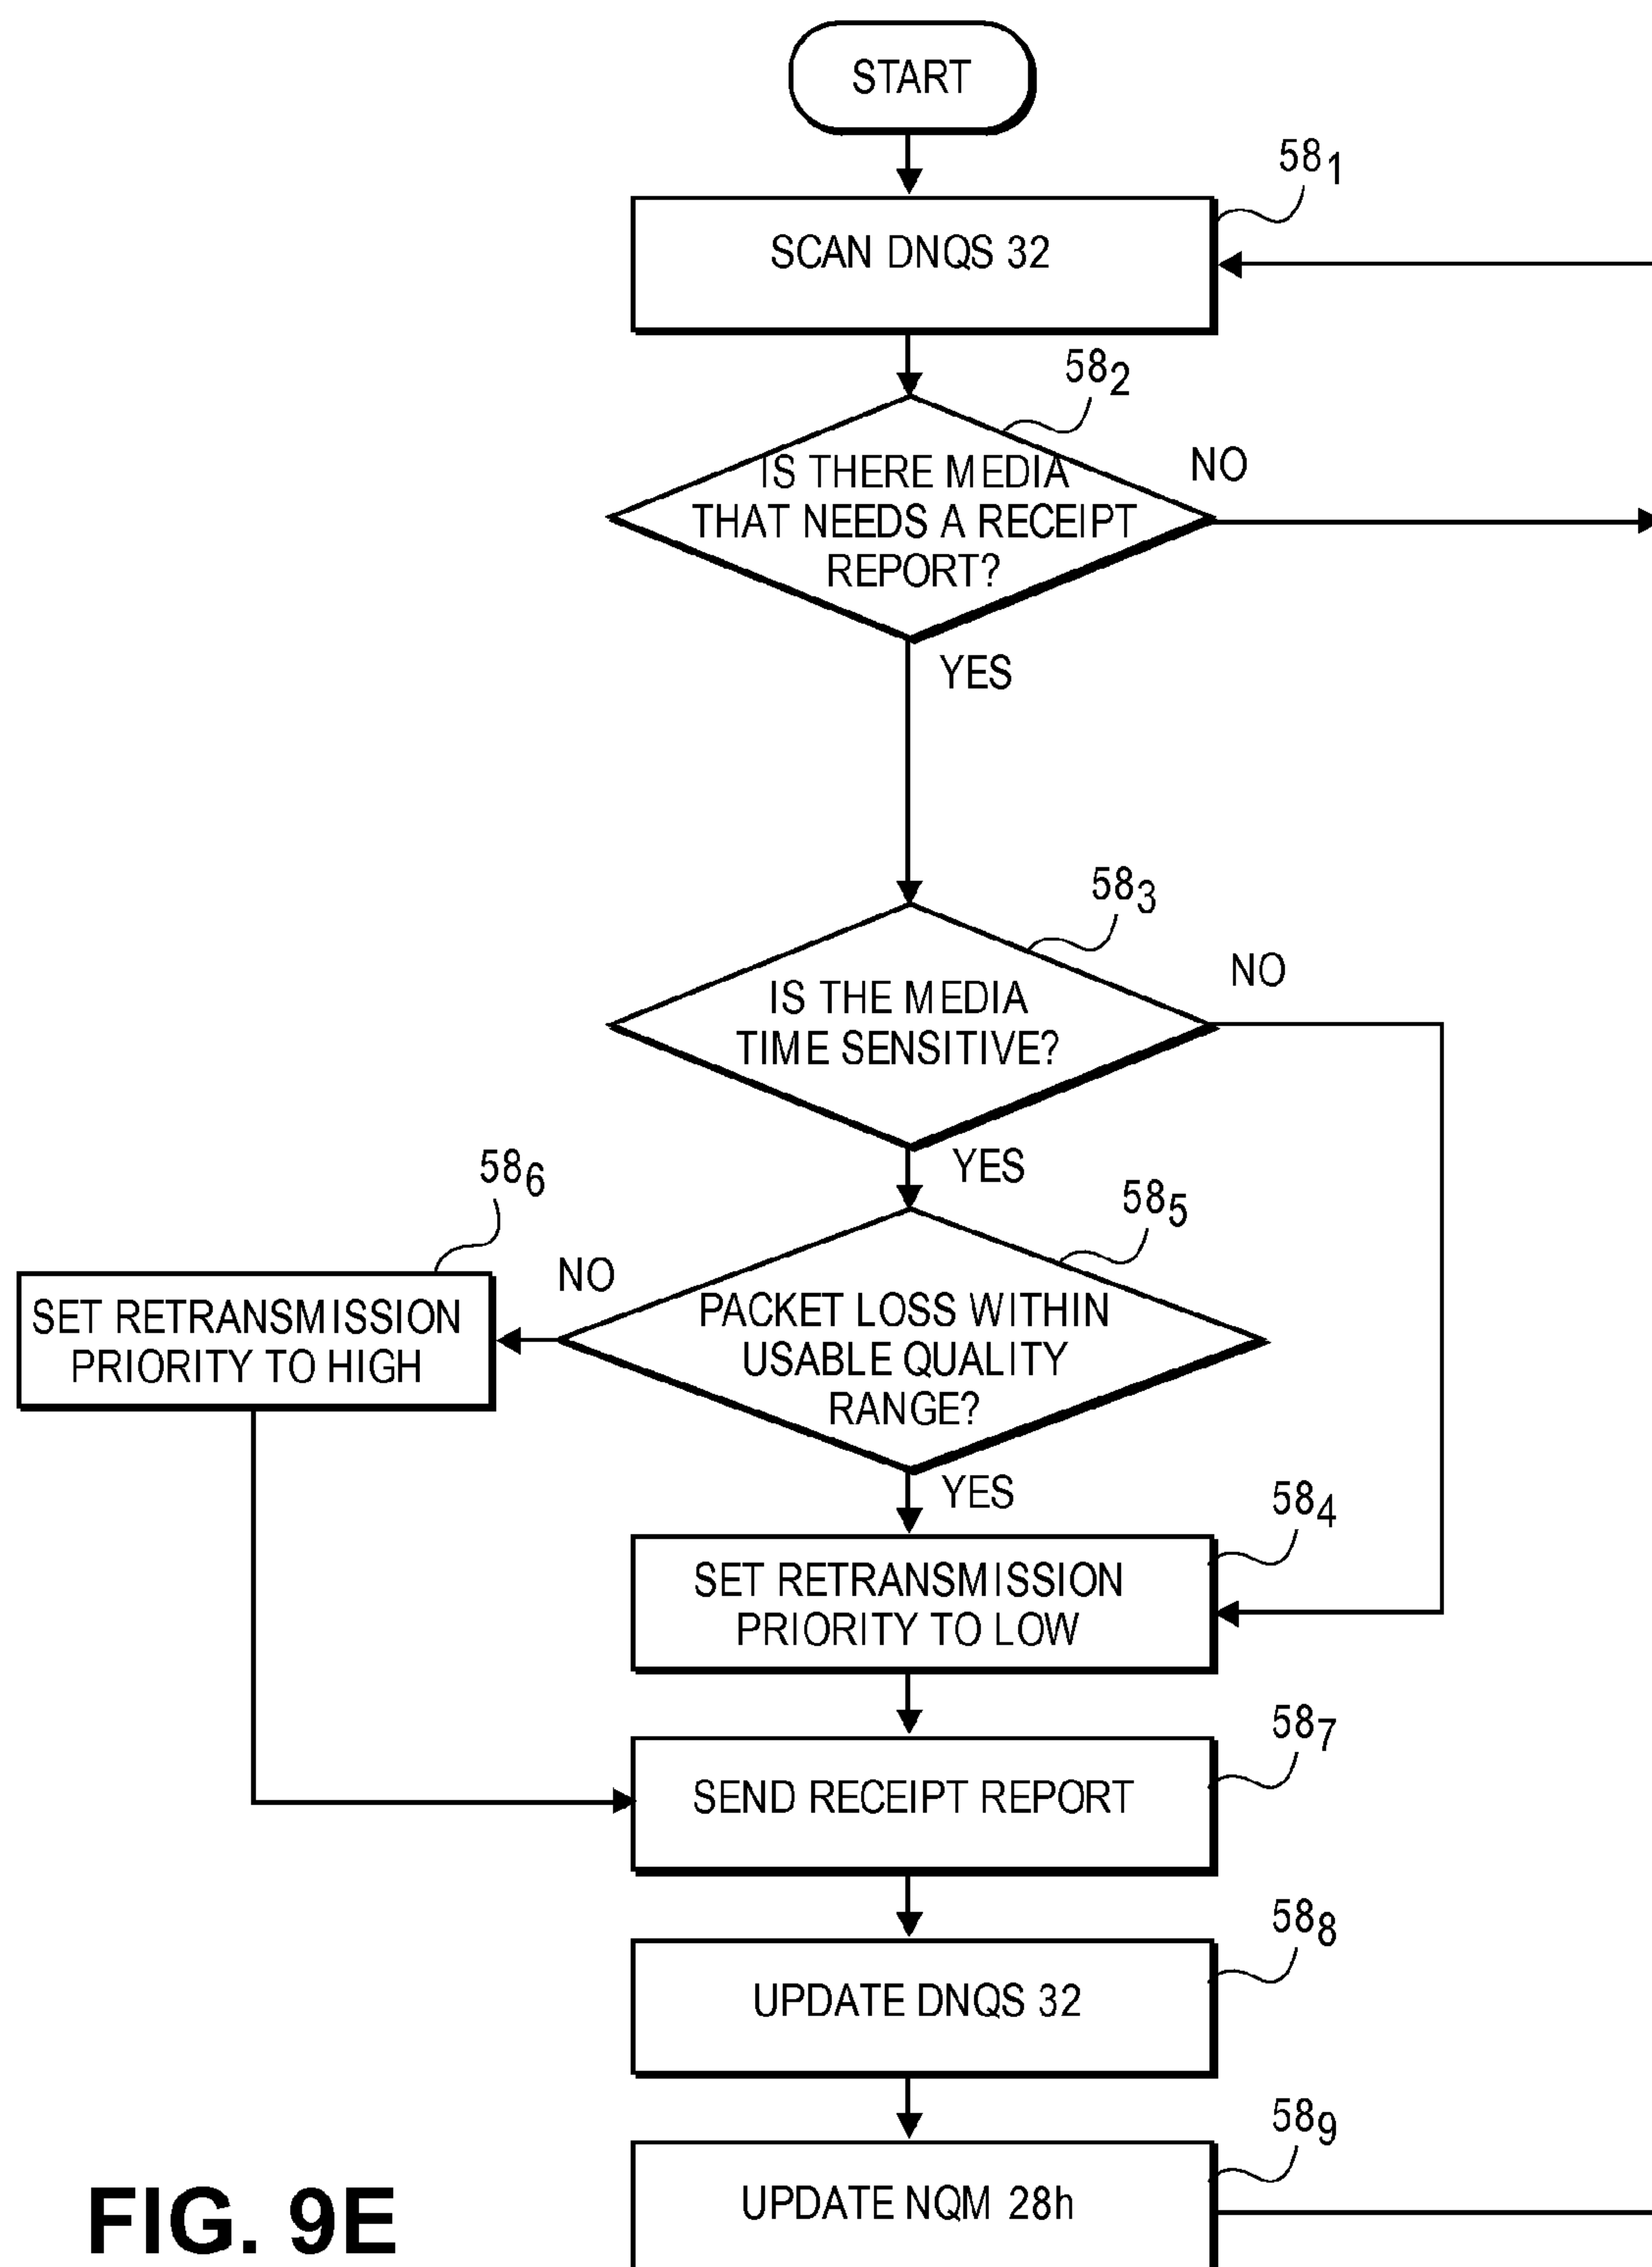 START
58₁
SCAN DNQS 32
58₂
IS THERE MEDIA
THAT NEEDS A RECEIPT
REPORT?
NO
YES
58₃
IS THE MEDIA
TIME SENSITIVE?
NO
YES
58₆
SET RETRANSMISSION
PRIORITY TO HIGH
NO
58₅
PACKET LOSS WITHIN
USABLE QUALITY
RANGE?
YES
58₄
SET RETRANSMISSION
PRIORITY TO LOW
58₇
SEND RECEIPT REPORT
58₈
UPDATE DNQS 32
58₉
UPDATE NQM 28h
FIG. 9E